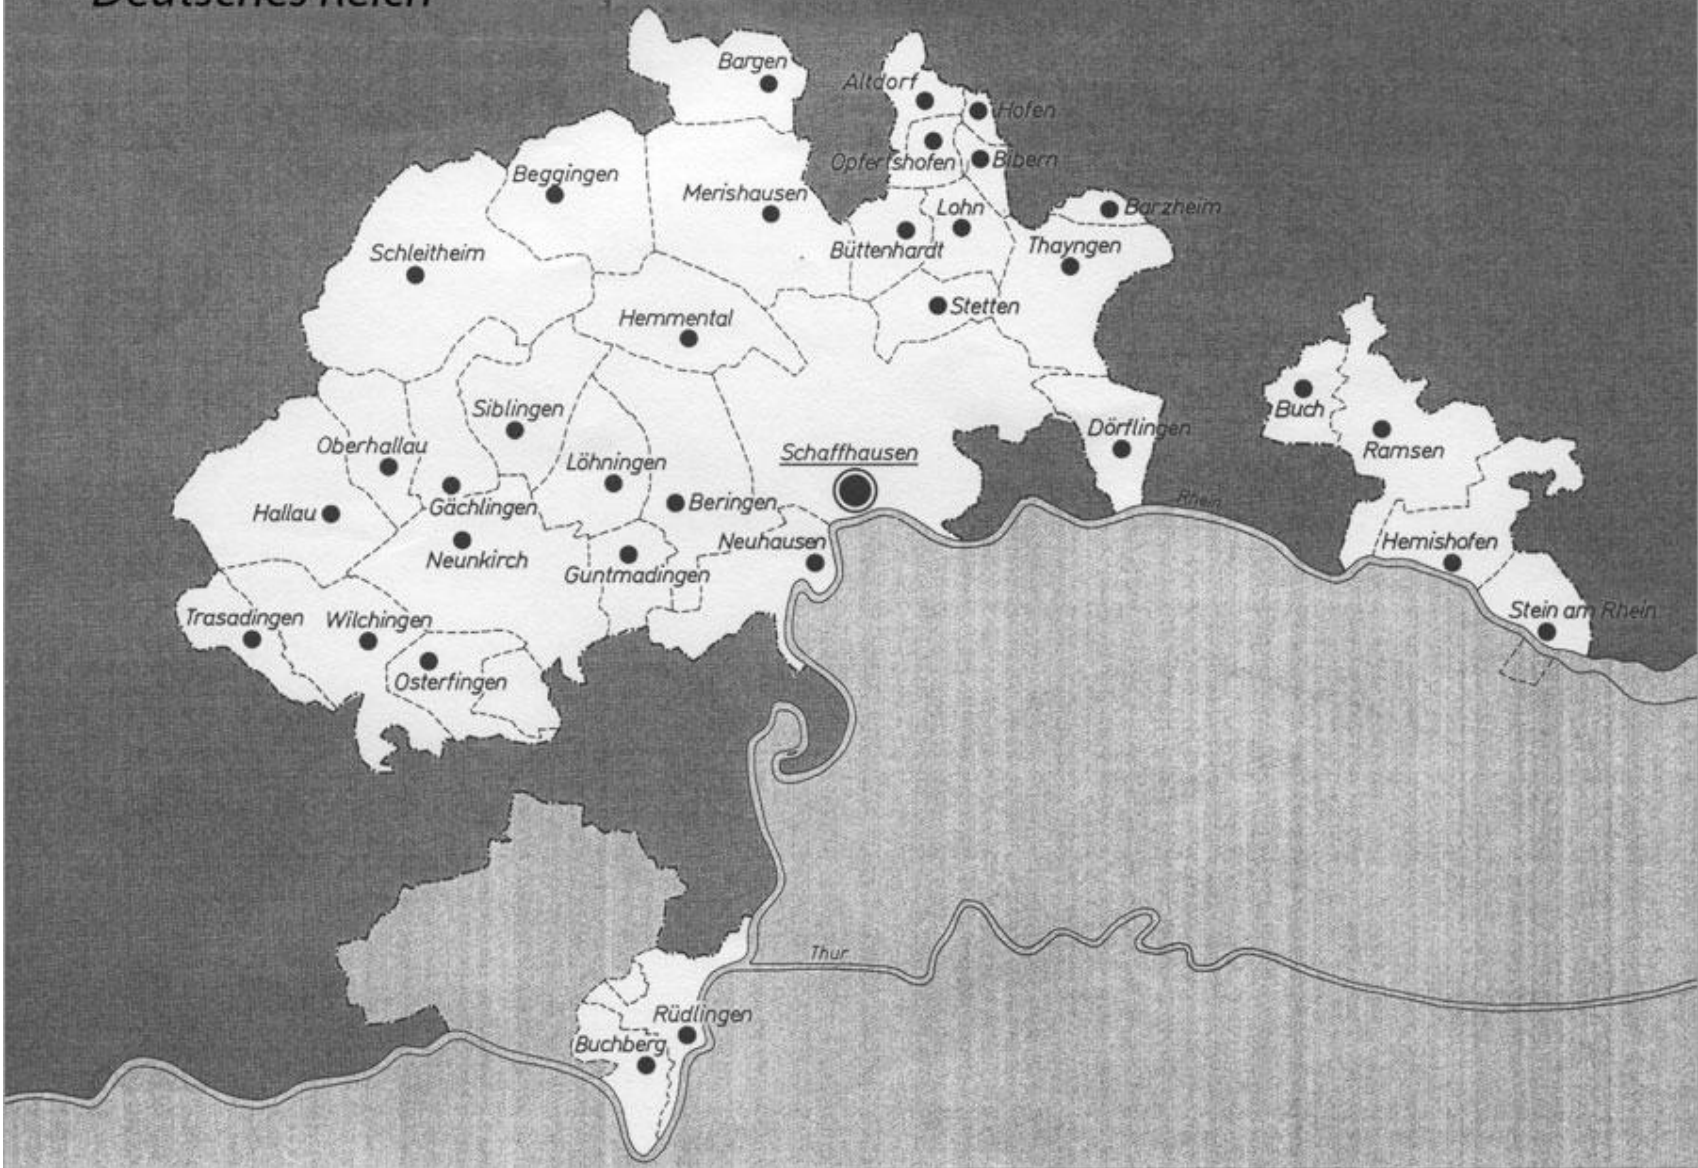 Deutsches Reich
Bargen
Altdorf
Hofen
Opfertshofen
Bibern
Beggingen
Merishausen
Lohn
Barzheim
Schleitheim
Büttenhardt
Thayngen
Hemmental
Stetten
Siblingen
Buch
Oberhallau
Löhningen
Schaffhausen
Dörflingen
Ramsen
Hallau
Gächlingen
Beringen
Rhein
Neunkirch
Guntmadingen
Neuhausen
Hemishofen
Trasadingen
Wilchingen
Stein am Rhein
Osterfingen
Thur
Rüdlingen
Buchberg